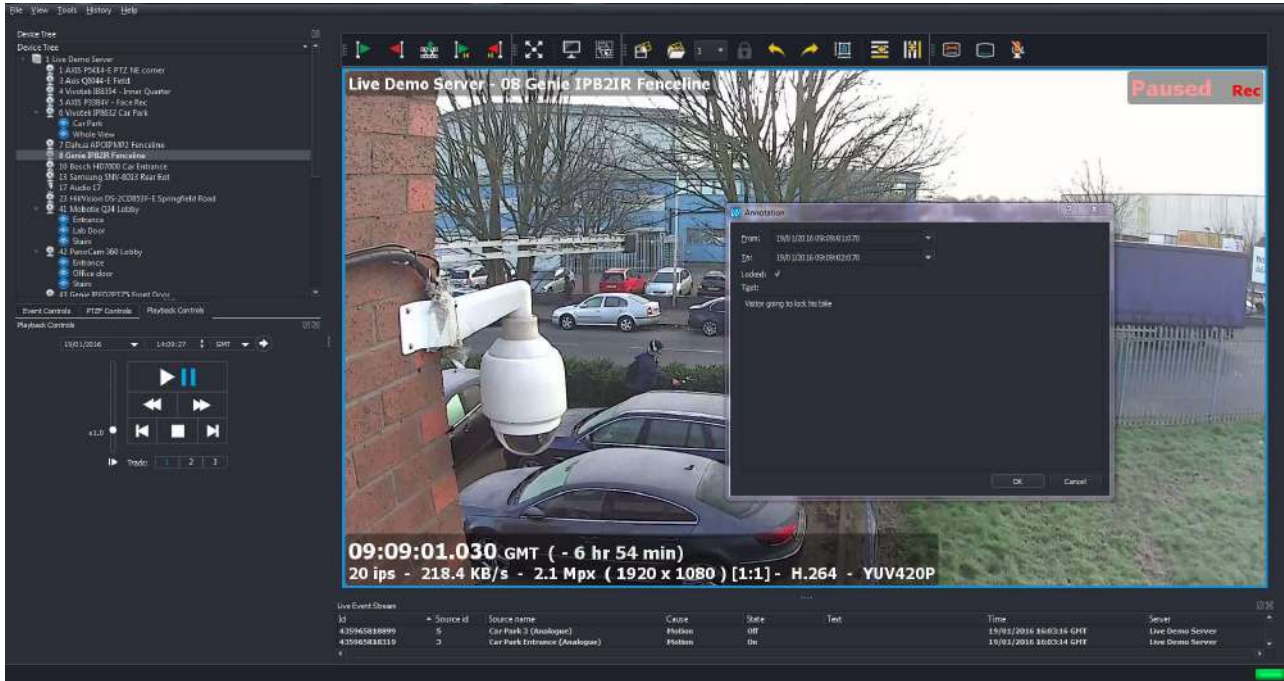 File View Tools History Help
Device Tree
Device Tree
1 Live Demo Server
1 AXIS P5414-E PTZ NE corner
3 Axis Q6044-E Field
4 Vivotek IB8354 - Inner Quarter
5 AXIS P3384V - Face Rec
6 Vivotek IP8632 Car Park
Car Park
Whole View
7 Dahua APOIPMP2 Fenceline
8 Genie IPB2IR Fenceline
10 Bosch HD7000 Car Entrance
13 Samsung SNV-6013 Rear Exit
17 Audio 17
23 HikVision DS-2CD853F-E Springfield Road
41 Mobotix Q24 Lobby
Entrance
Lab Door
Stairs
42 PanoCam 360 Lobby
Entrance
Office door
Stairs
Event Controls PTZF Controls Playback Controls
Playback Controls
19/01/2016 14:09:27 GMT
x1.0
Track: 1 2 3
1
Live Demo Server - 08 Genie IPB2IR Fenceline
Paused Rec
Annotation
From: 19/01/2016 09:09:01:070
To: 19/01/2016 09:09:02:070
Locked:
Text:
Visitor going to lock his bike
OK Cancel
09:09:01.030 GMT ( - 6 hr 54 min)
20 ips - 218.4 KB/s - 2.1 Mpx ( 1920 x 1080 ) [1:1] - H.264 - YUV420P
Live Event Stream
Id Source id Source name Cause State Text Time Server
435965818899 5 Car Park 3 (Analogue) Motion Off 19/01/2016 16:03:16 GMT Live Demo Server
435965818310 3 Car Park Entrance (Analogue) Motion On 19/01/2016 16:03:14 GMT Live Demo Server